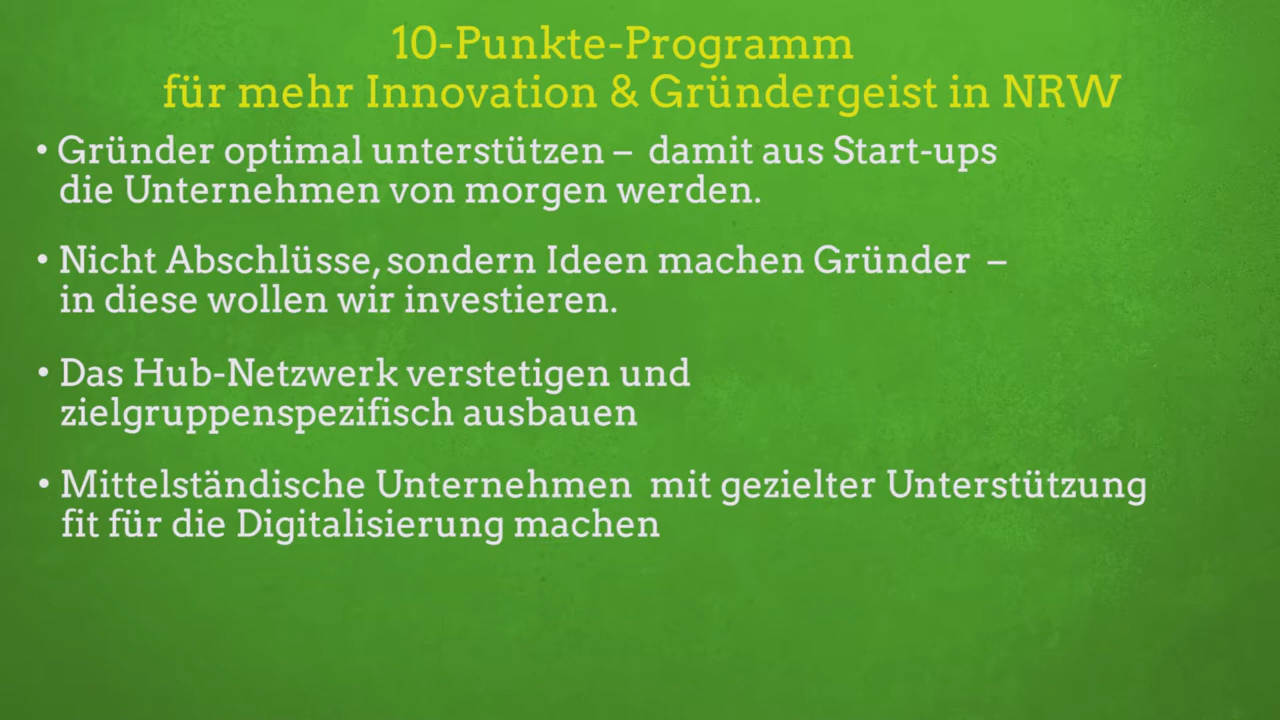 10-Punkte-Programm
für mehr Innovation & Gründergeist in NRW
• Gründer optimal unterstützen – damit aus Start-ups
die Unternehmen von morgen werden.
• Nicht Abschlüsse, sondern Ideen machen Gründer –
in diese wollen wir investieren.
• Das Hub-Netzwerk verstetigen und
zielgruppenspezifisch ausbauen
• Mittelständische Unternehmen mit gezielter Unterstützung
fit für die Digitalisierung machen